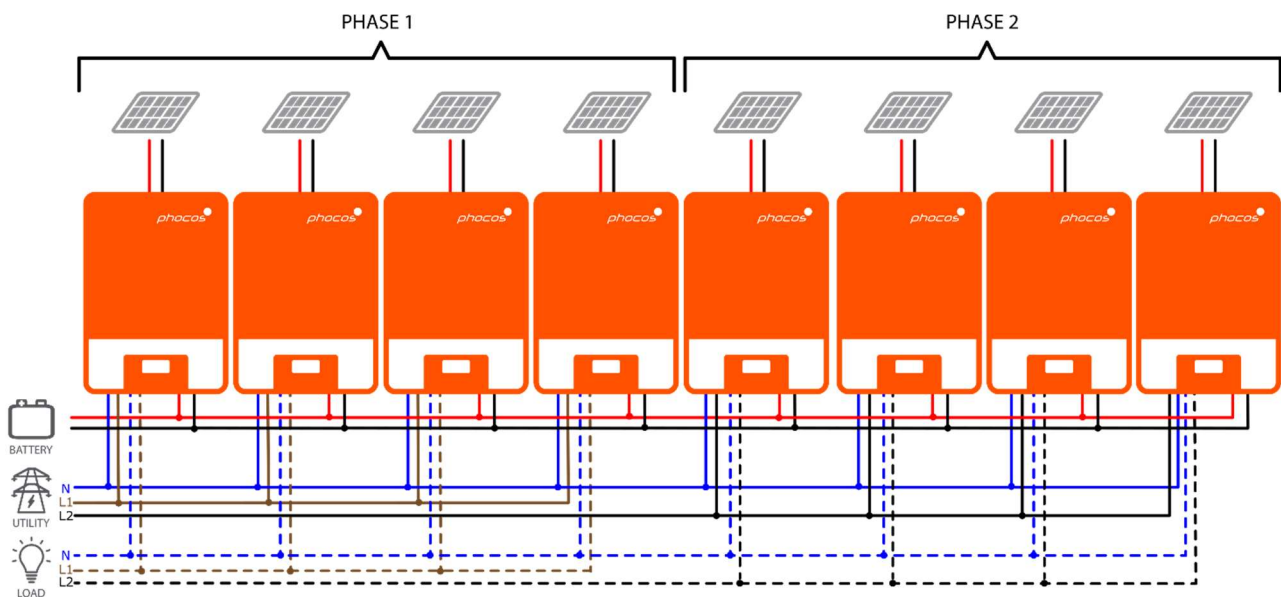 PHASE 1 PHASE 2
phocos phocos phocos phocos phocos phocos phocos phocos
BATTERY
N
L1
UTILITY L2
N
L1
L2
LOAD